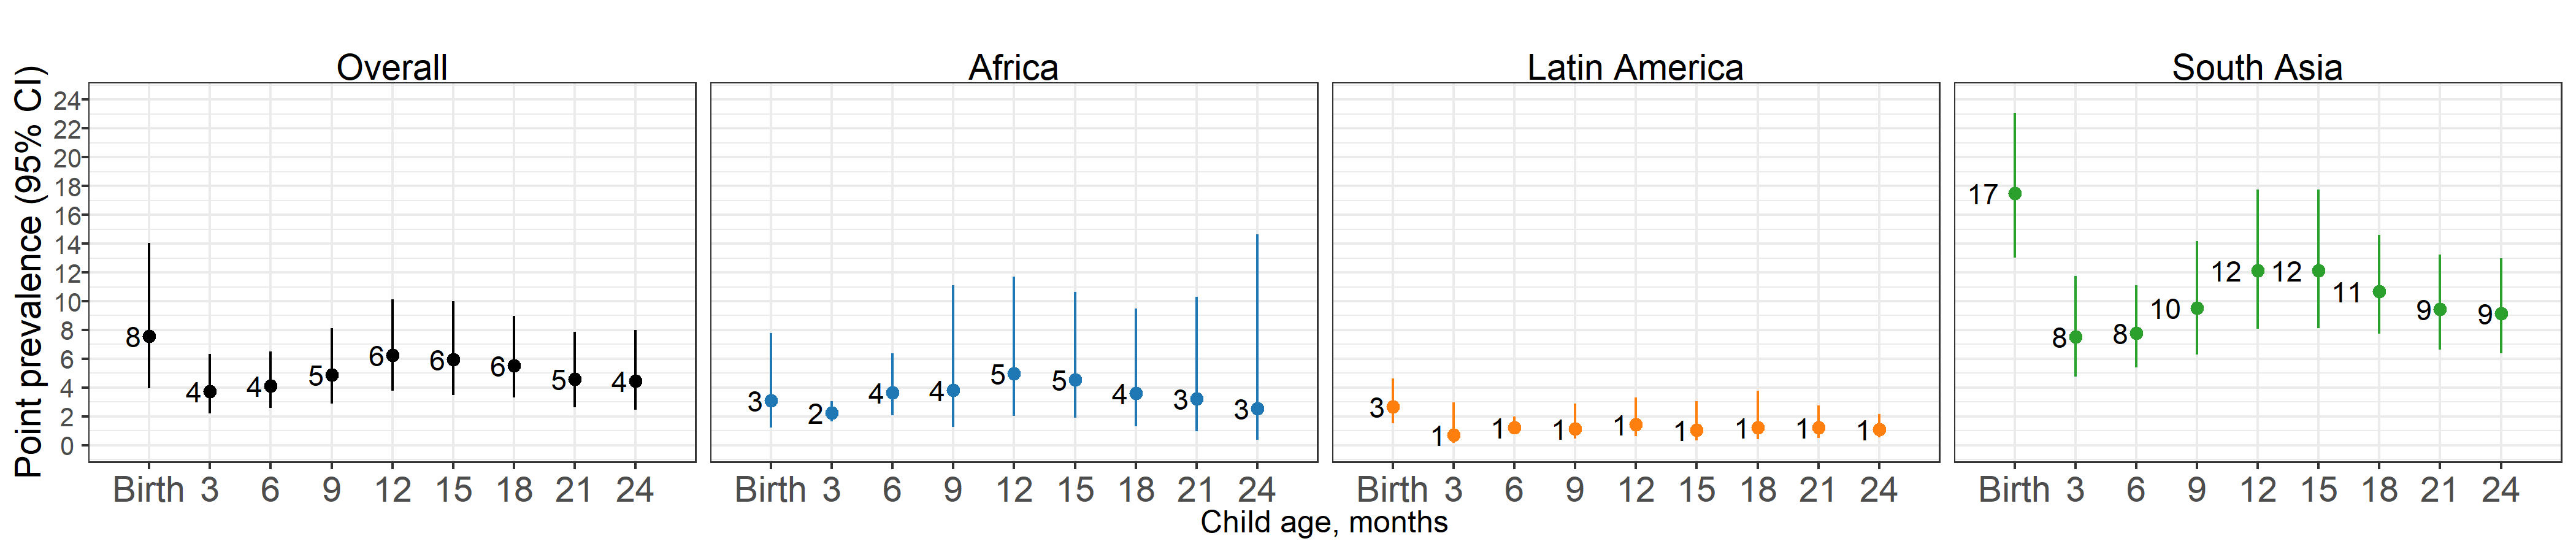 Overall
Africa
Latin America
South Asia
Point prevalence (95% CI)
24
22
20
18
16
14
12
10
8
6
4
2
0
8 4 4 5 6 6 6 5 4
3 2 4 4 5 5 4 3 3
3 1 1 1 1 1 1 1 1
17 8 8 10 12 12 11 9 9
Birth 3 6 9 12 15 18 21 24
Birth 3 6 9 12 15 18 21 24
Birth 3 6 9 12 15 18 21 24
Birth 3 6 9 12 15 18 21 24
Child age, months